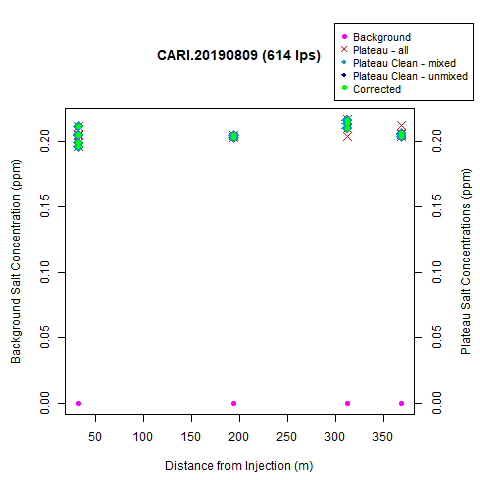 CARI.20190809 (614 lps)
Background
Plateau - all
Plateau Clean - mixed
Plateau Clean - unmixed
Corrected
Background Salt Concentration (ppm)
0.20
0.15
0.10
0.05
0.00
0.20
0.15
0.10
0.05
0.00
Plateau Salt Concentrations (ppm)
50 100 150 200 250 300 350
Distance from Injection (m)